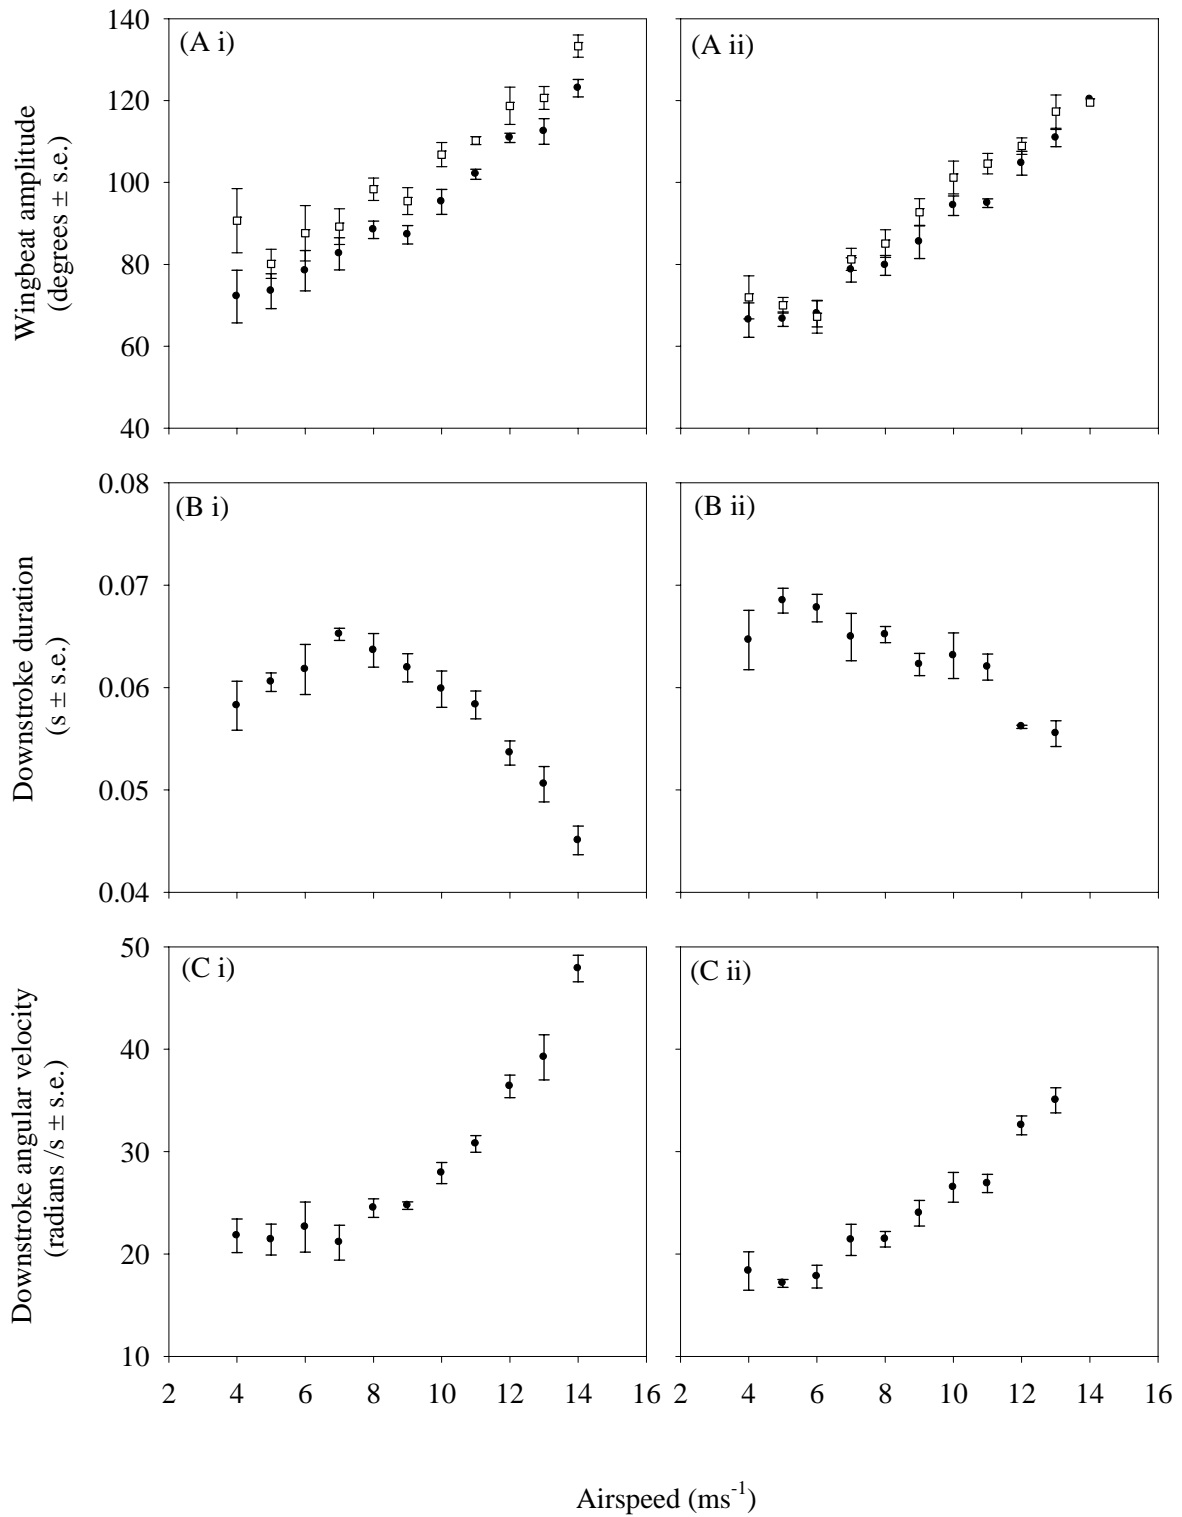 (A i)
(A ii)
Wingbeat amplitude
(degrees ± s.e.)
140
120
100
80
60
40
(B i)
(B ii)
Downstroke duration
(s ± s.e.)
0.08
0.07
0.06
0.05
0.04
(C i)
(C ii)
Downstroke angular velocity
(radians /s ± s.e.)
50
40
30
20
10
2 4 6 8 10 12 14 16 2 4 6 8 10 12 14 16
Airspeed (ms⁻¹)